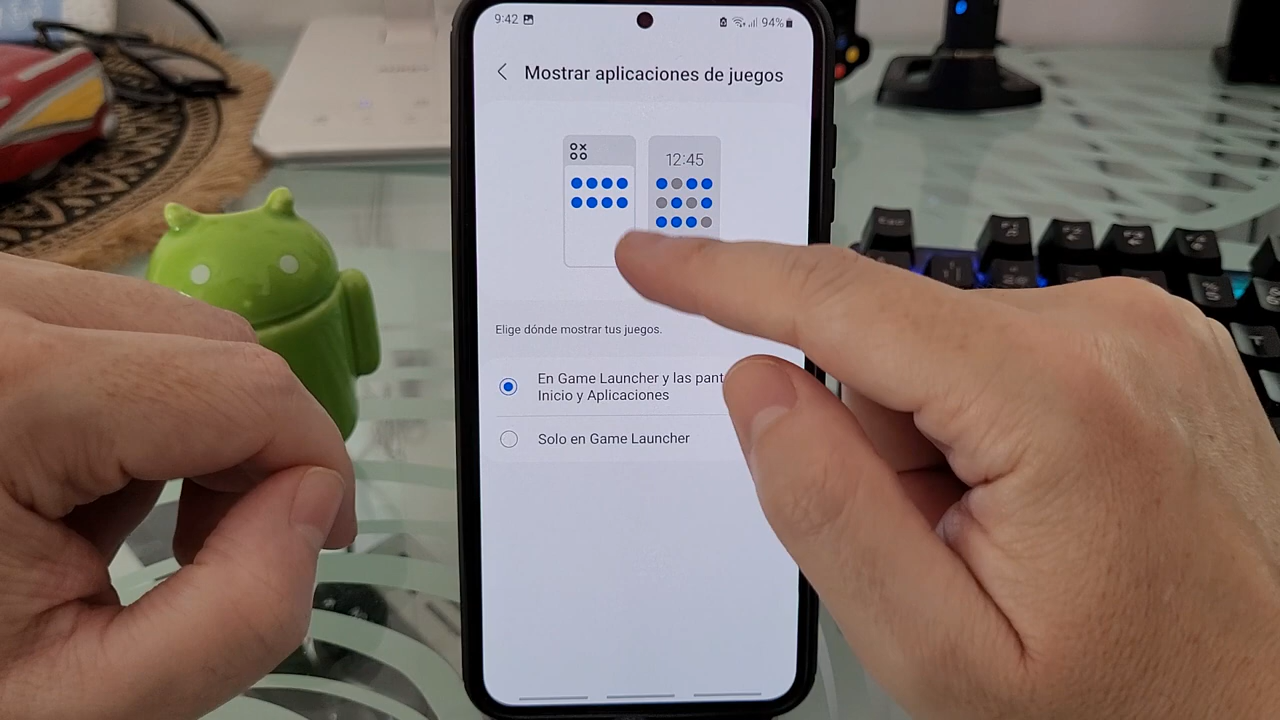 9:42
94%
Mostrar aplicaciones de juegos
12:45
Elige dónde mostrar tus juegos.
En Game Launcher y las
Inicio y Aplicaciones
Solo en Game Launcher